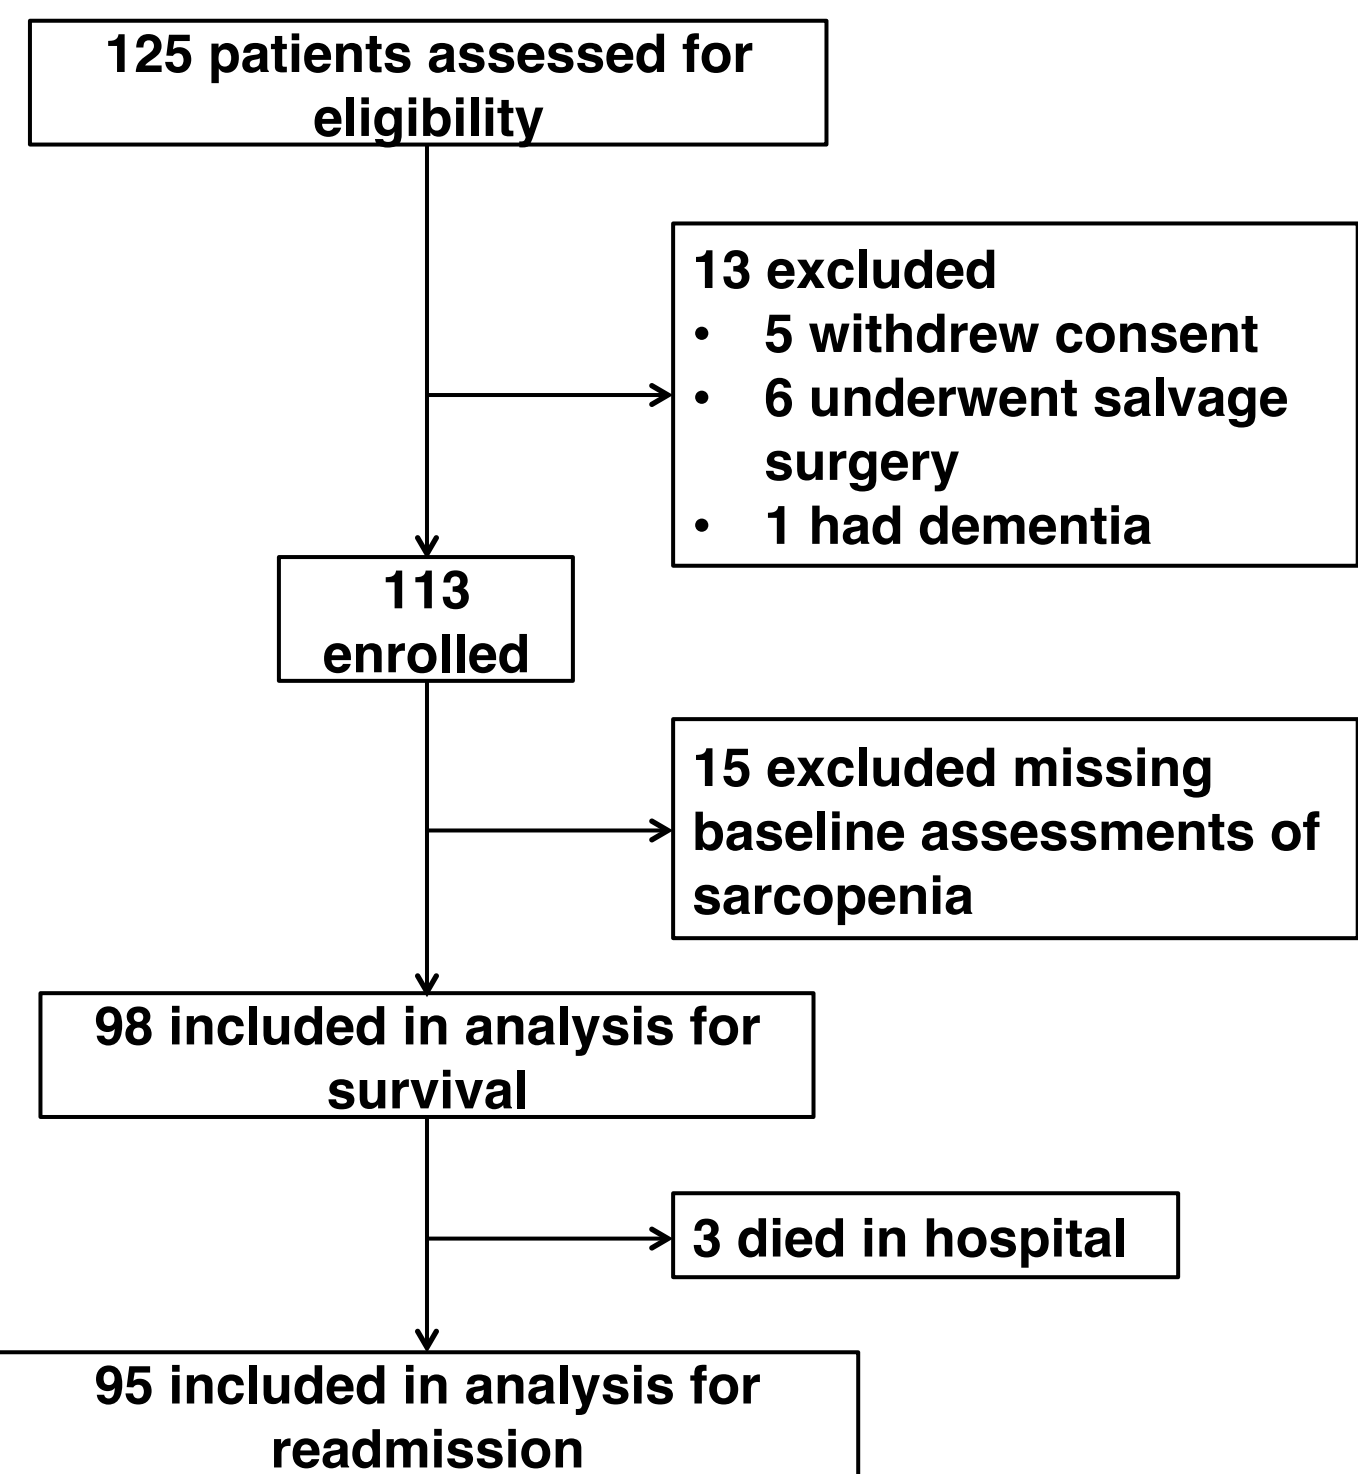 125 patients assessed for
eligibility
13 excluded
• 5 withdrew consent
• 6 underwent salvage
surgery
• 1 had dementia
113
enrolled
15 excluded missing
baseline assessments of
sarcopenia
98 included in analysis for
survival
3 died in hospital
95 included in analysis for
readmission